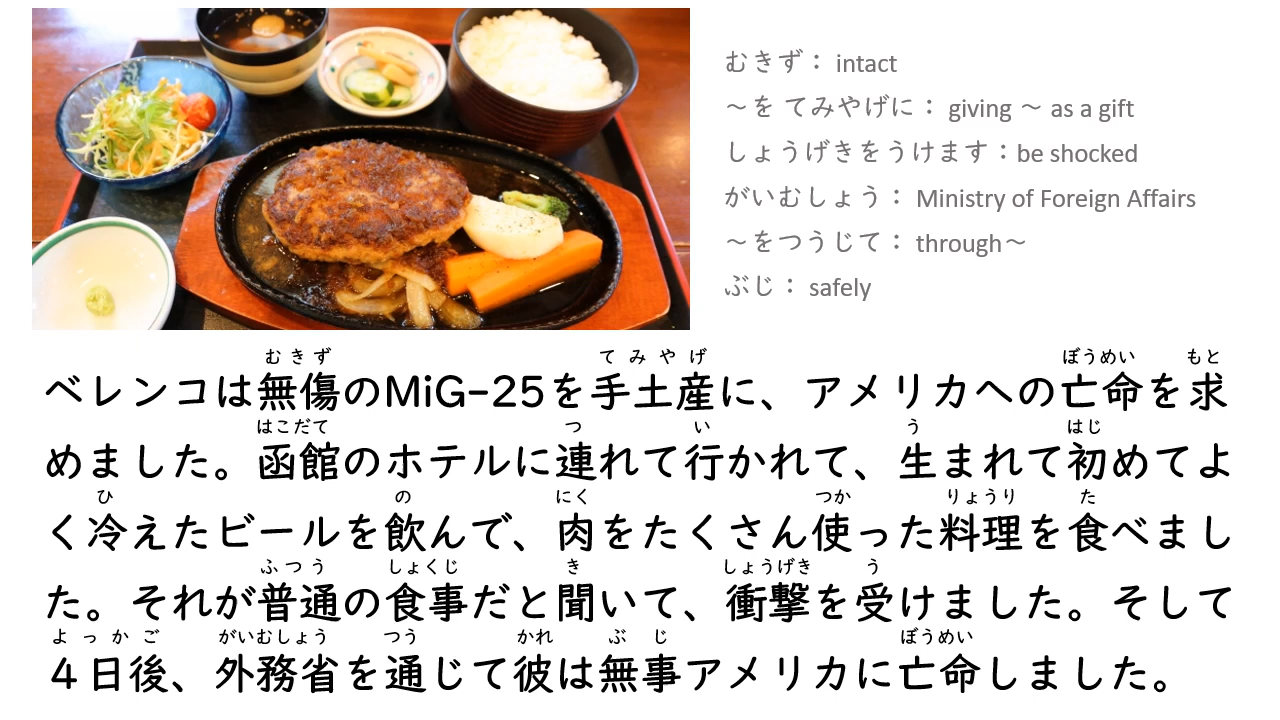 むきず： intact
～を てみやげに： giving ～ as a gift
しょうげきをうけます：be shocked
がいむしょう： Ministry of Foreign Affairs
～をつうじて： through～
ぶじ： safely
むきず てみやげ ぼうめい もと
ベレンコは無傷のMiG-25を手土産に、アメリカへの亡命を求
はこだて つ い う はじ
めました。函館のホテルに連れて行かれて、生まれて初めてよ
ひ の にく つか りょうり た
く冷えたビールを飲んで、肉をたくさん使った料理を食べまし
ふつう しょくじ き しょうげき う
た。それが普通の食事だと聞いて、衝撃を受けました。そして
よっかご がいむしょう つう かれ ぶじ ぼうめい
４日後、外務省を通じて彼は無事アメリカに亡命しました。